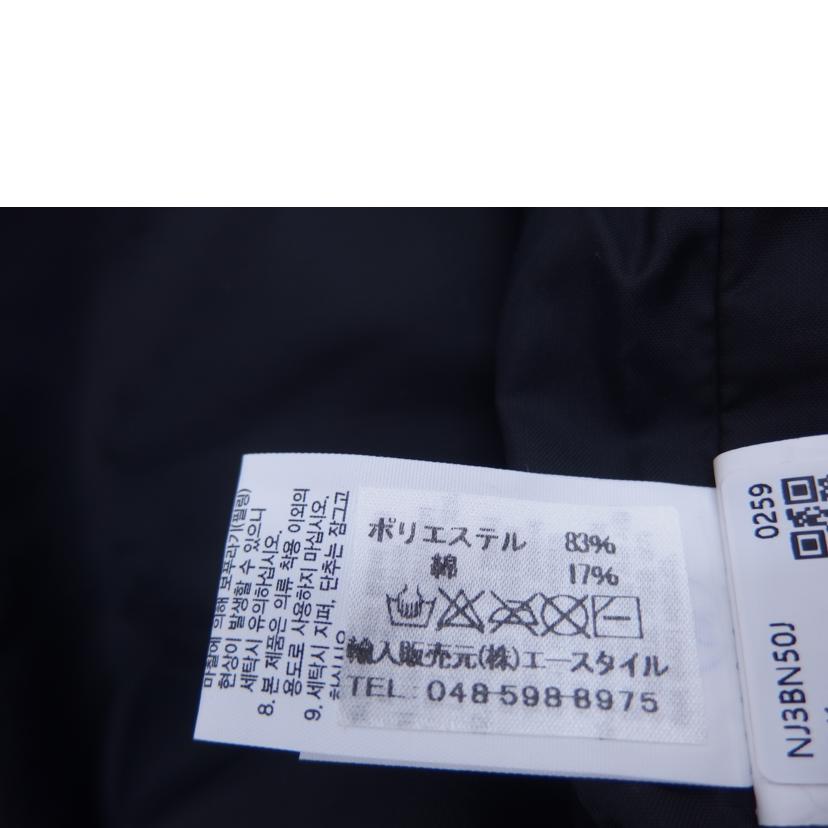 마찰에 의해 보푸라기(필링)
현상이 발생할 수 있으니
세탁시 유의하십시오.
8. 본 제품은 의류 착용 이외의
용도로 사용하지 마십시오.
9. 세탁시 지퍼, 단추는 잠그고
ポリエステル 83%
綿 17%
輸入販売元(株)エースタイル
TEL 048-598-8975
0259
NJ3BN50J